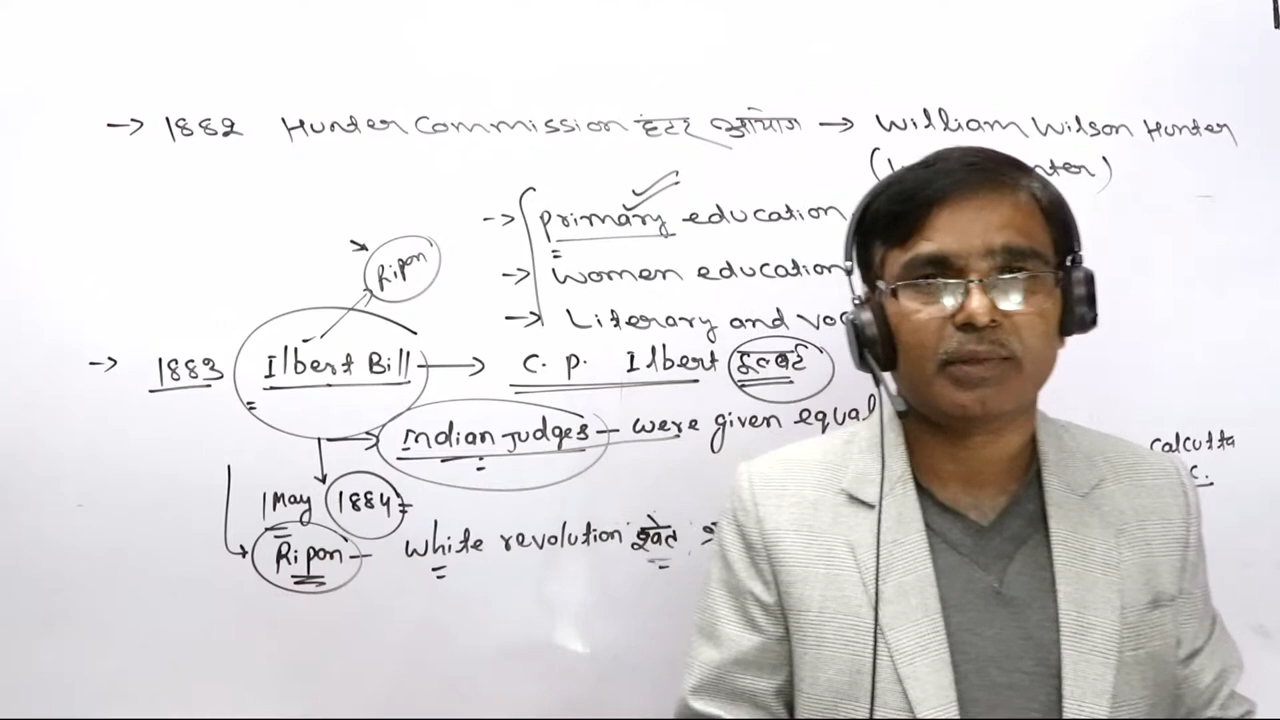 → 1882 Hunter Commission हंटर आयोग → William Wilson Hunter
nter)
Ripon
→ primary education
→ Women education
→ Literary and voc
→ 1883 Ilbert Bill → C. P. Ilbert इल्बर्ट
Indian Judges – were given equal
Calcutta
C.
1 May 1884
Ripon – white revolution श्वेत